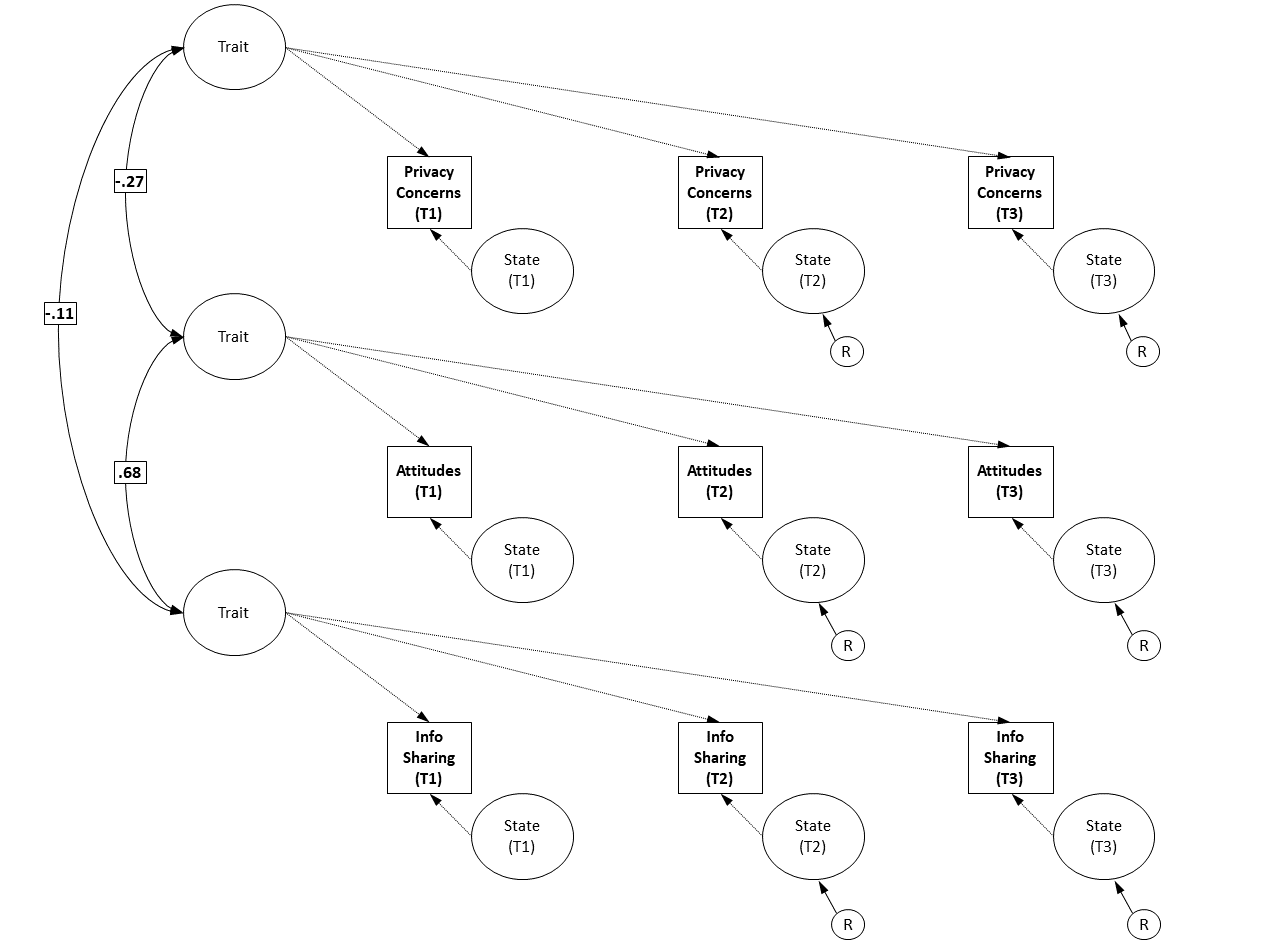 Trait
Privacy
Concerns
(T1)
Privacy
Concerns
(T2)
Privacy
Concerns
(T3)
-.27
State
(T1)
State
(T2)
State
(T3)
-.11
Trait
R
R
Attitudes
(T1)
Attitudes
(T2)
Attitudes
(T3)
.68
State
(T1)
State
(T2)
State
(T3)
Trait
R
R
Info
Sharing
(T1)
Info
Sharing
(T2)
Info
Sharing
(T3)
State
(T1)
State
(T2)
State
(T3)
R
R